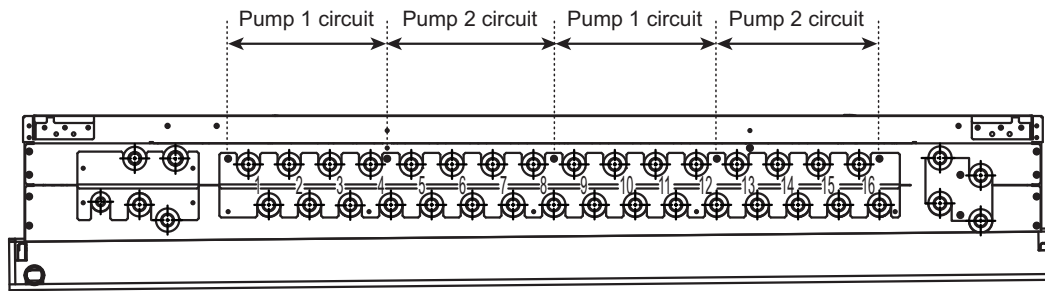 Pump 1 circuit Pump 2 circuit Pump 1 circuit Pump 2 circuit
1 2 3 4 5 6 7 8 9 10 11 12 13 14 15 16